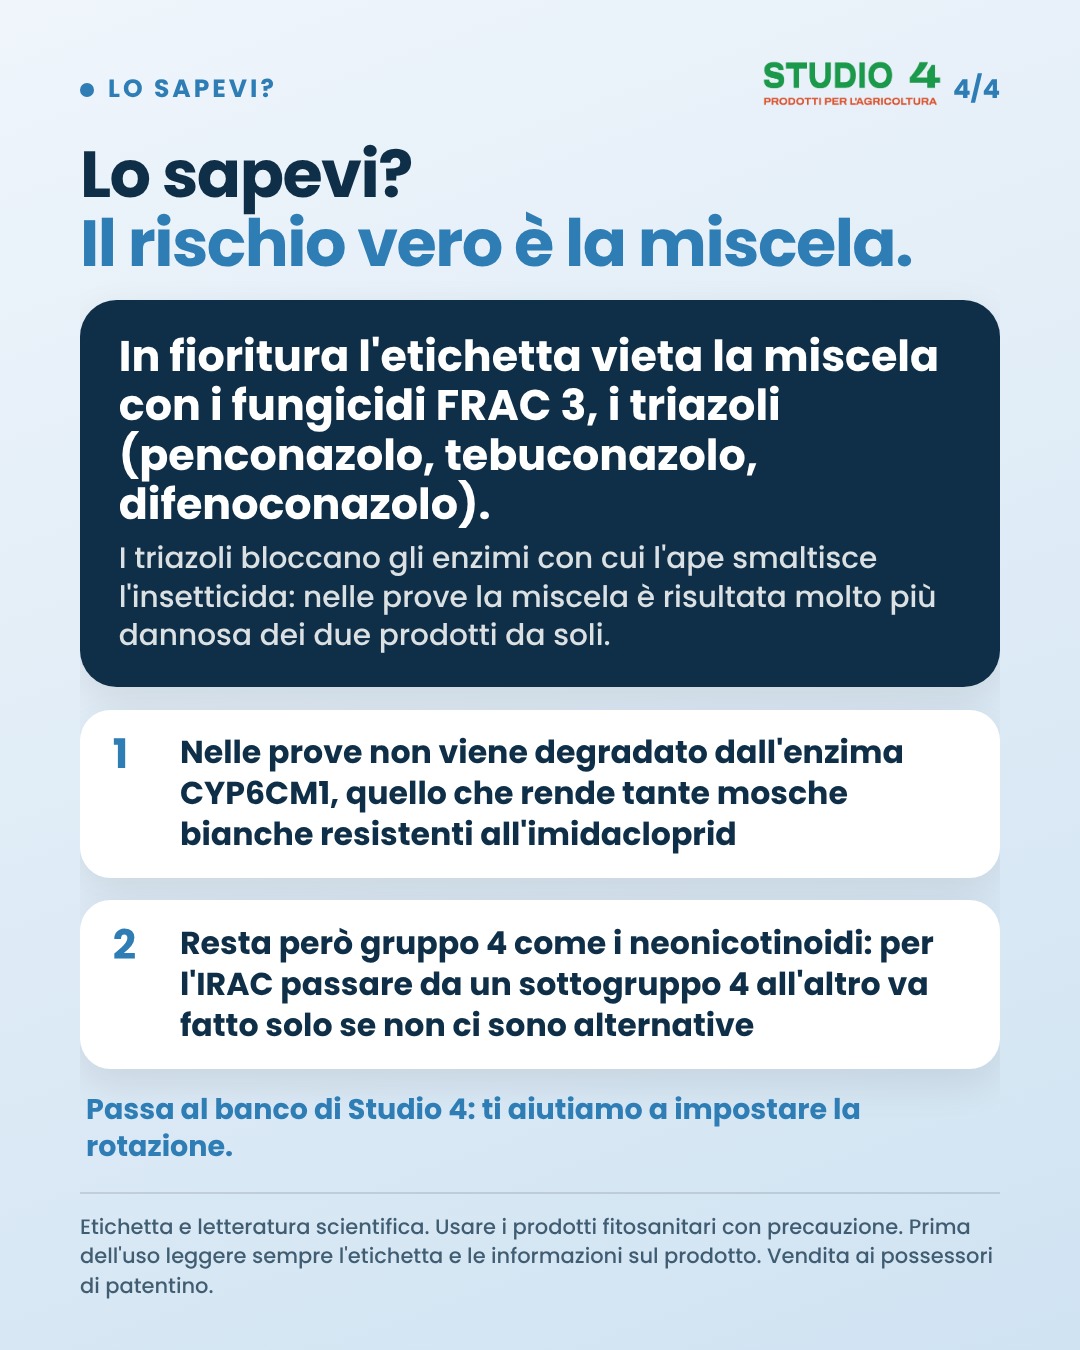 LO SAPEVI?
STUDIO 4
PRODOTTI PER L'AGRICOLTURA
4/4
Lo sapevi?
Il rischio vero è la miscela.
In fioritura l'etichetta vieta la miscela
con i fungicidi FRAC 3, i triazoli
(penconazolo, tebuconazolo,
difenoconazolo).
I triazoli bloccano gli enzimi con cui l'ape smaltisce
l'insetticida: nelle prove la miscela è risultata molto più
dannosa dei due prodotti da soli.
1
Nelle prove non viene degradato dall'enzima
CYP6CM1, quello che rende tante mosche
bianche resistenti all'imidacloprid
2
Resta però gruppo 4 come i neonicotinoidi: per
l'IRAC passare da un sottogruppo 4 all'altro va
fatto solo se non ci sono alternative
Passa al banco di Studio 4: ti aiutiamo a impostare la
rotazione.
Etichetta e letteratura scientifica. Usare i prodotti fitosanitari con precauzione. Prima
dell'uso leggere sempre l'etichetta e le informazioni sul prodotto. Vendita ai possessori
di patentino.